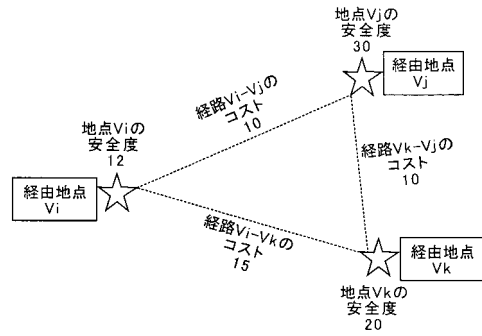 地点Vjの
安全度
30
経由地点
Vj
経路Vi-Vjの
コスト
10
地点Viの
安全度
12
経由地点
Vi
経路Vk-Vjの
コスト
10
経路Vi-Vkの
コスト
15
経由地点
Vk
地点Vkの
安全度
20